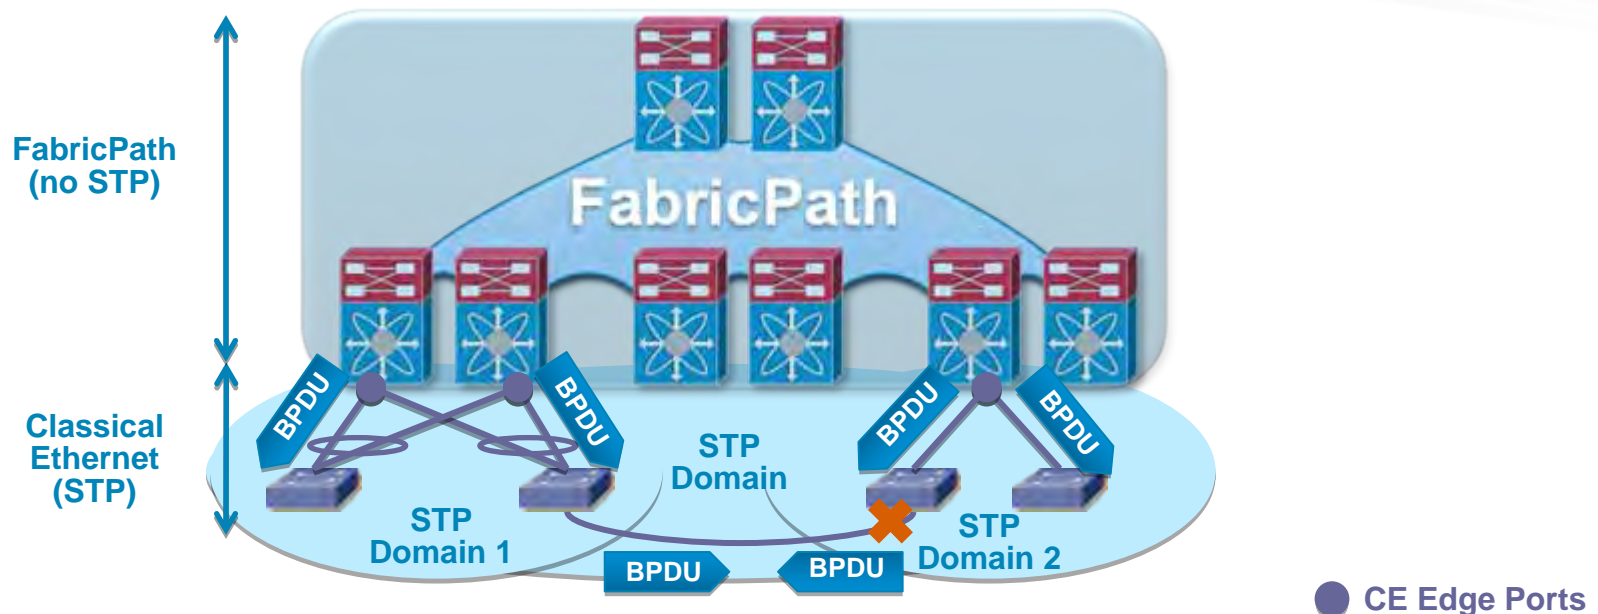 FabricPath
(no STP)
FabricPath
Classical
Ethernet
(STP)
BPDU
BPDU
BPDU
BPDU
STP
Domain
STP
Domain 1
STP
Domain 2
BPDU
BPDU
CE Edge Ports